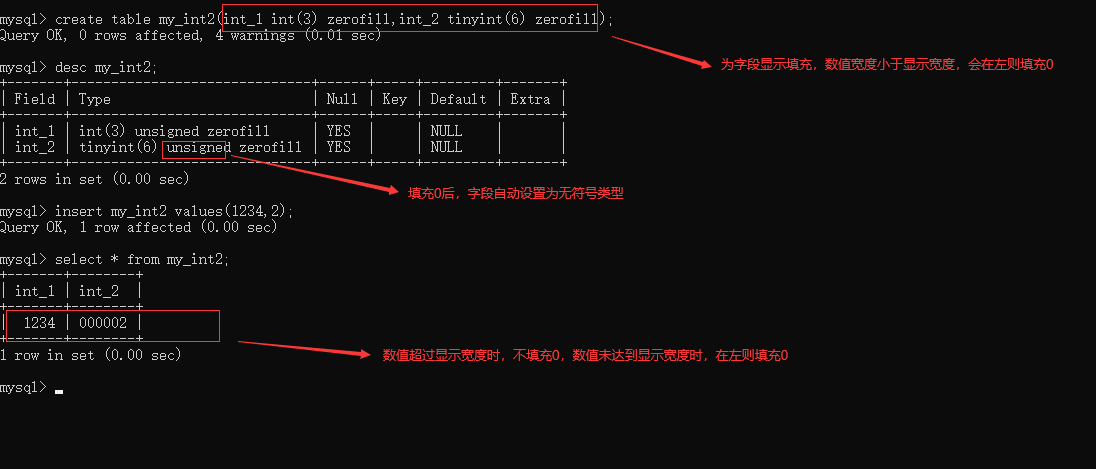 mysql> create table my_int2(int_1 int(3) zerofill,int_2 tinyint(6) zerofill);
Query OK, 0 rows affected, 4 warnings (0.01 sec)
为字段显示填充，数值宽度小于显示宽度，会在左则填充0
mysql> desc my_int2;
+-------+------------------------------+------+-----+---------+-------+
| Field | Type                         | Null | Key | Default | Extra |
+-------+------------------------------+------+-----+---------+-------+
| int_1 | int(3) unsigned zerofill     | YES  |     | NULL    |       |
| int_2 | tinyint(6) unsigned zerofill | YES  |     | NULL    |       |
+-------+------------------------------+------+-----+---------+-------+
2 rows in set (0.00 sec)
填充0后，字段自动设置为无符号类型
mysql> insert my_int2 values(1234,2);
Query OK, 1 row affected (0.00 sec)
mysql> select * from my_int2;
+-------+--------+
| int_1 | int_2  |
+-------+--------+
|  1234 | 000002 |
+-------+--------+
1 row in set (0.00 sec)
数值超过显示宽度时，不填充0，数值未达到显示宽度时，在左则填充0
mysql>